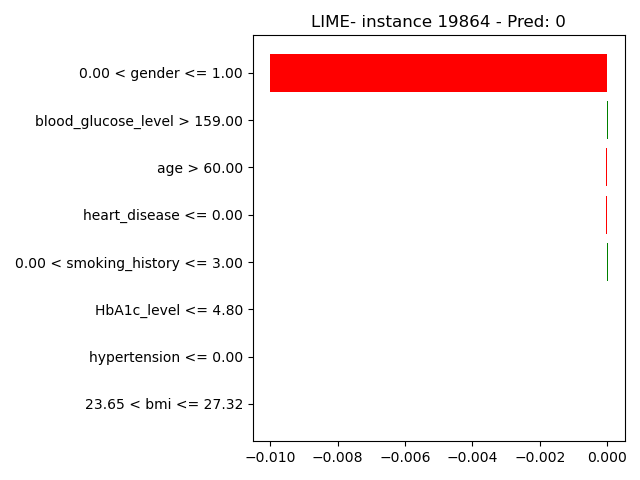 LIME- instance 19864 - Pred: 0
0.00 < gender <= 1.00
blood_glucose_level > 159.00
age > 60.00
heart_disease <= 0.00
0.00 < smoking_history <= 3.00
HbA1c_level <= 4.80
hypertension <= 0.00
23.65 < bmi <= 27.32
−0.010 −0.008 −0.006 −0.004 −0.002 0.000